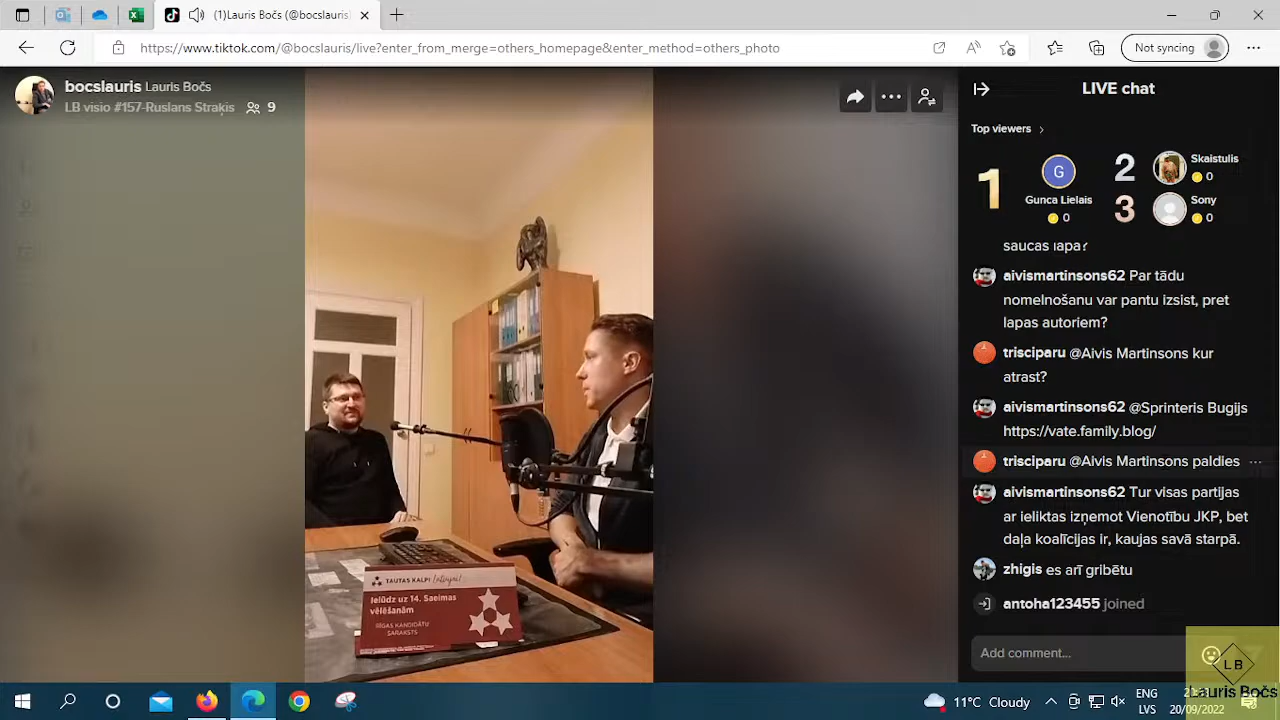 (1)Lauris Bočs (@bocslauris
https://www.tiktok.com/@bocslauris/live?enter_from_merge=others_homepage&enter_method=others_photo
Not syncing
bocslauris Lauris Bočs
LB visio #157-Ruslans Straķis 9
LIVE chat
Top viewers
1 G Gunca Lielais 0
2 Skaistulis 0
3 Sony 0
saucas lapa?
aivismartinsons62 Par tādu
nomelnošanu var pantu izsist, pret
lapas autoriem?
trisciparu @Aivis Martinsons kur
atrast?
aivismartinsons62 @Sprinteris Bugijs
https://vate.family.blog/
trisciparu @Aivis Martinsons paldies
aivismartinsons62 Tur visas partijas
ar ieliktas izņemot Vienotību JKP, bet
daļa koalīcijas ir, kaujas savā starpā.
zhigis es arī gribētu
antoha123455 joined
Add comment...
TAUTAS KALPI
Ielūdz uz 14. Saeimas
vēlēšanām
RĪGAS KANDIDĀTU
SARAKSTS
LB
Lauris Bočs
11°C Cloudy
ENG
LVS
20/09/2022